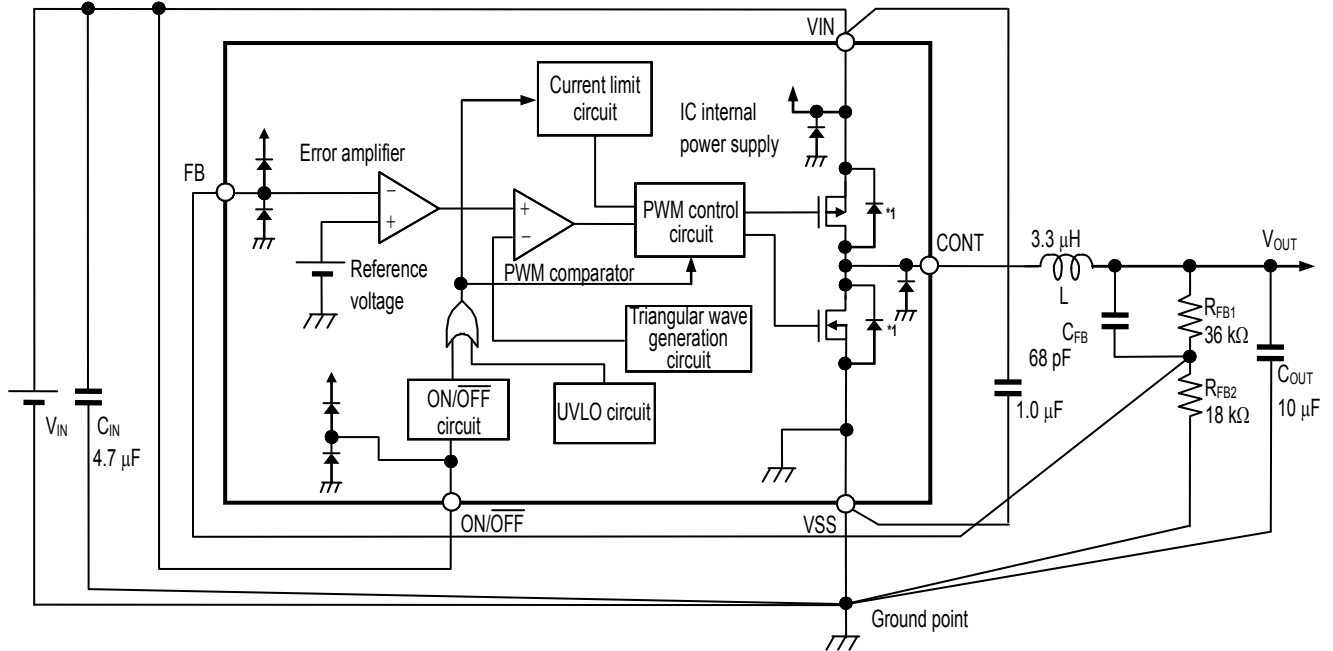 VIN
Current limit
circuit
IC internal
power supply
Error amplifier
FB
−
+
+
−
PWM control
circuit
*1
CONT
3.3 μH
L
VOUT
Reference
voltage
PWM comparator
Triangular wave
generation
circuit
*1
CFB
68 pF
RFB1
36 kΩ
RFB2
18 kΩ
COUT
10 μF
1.0 μF
ON/OFF
circuit
UVLO circuit
VIN
CIN
4.7 μF
ON/OFF
VSS
Ground point